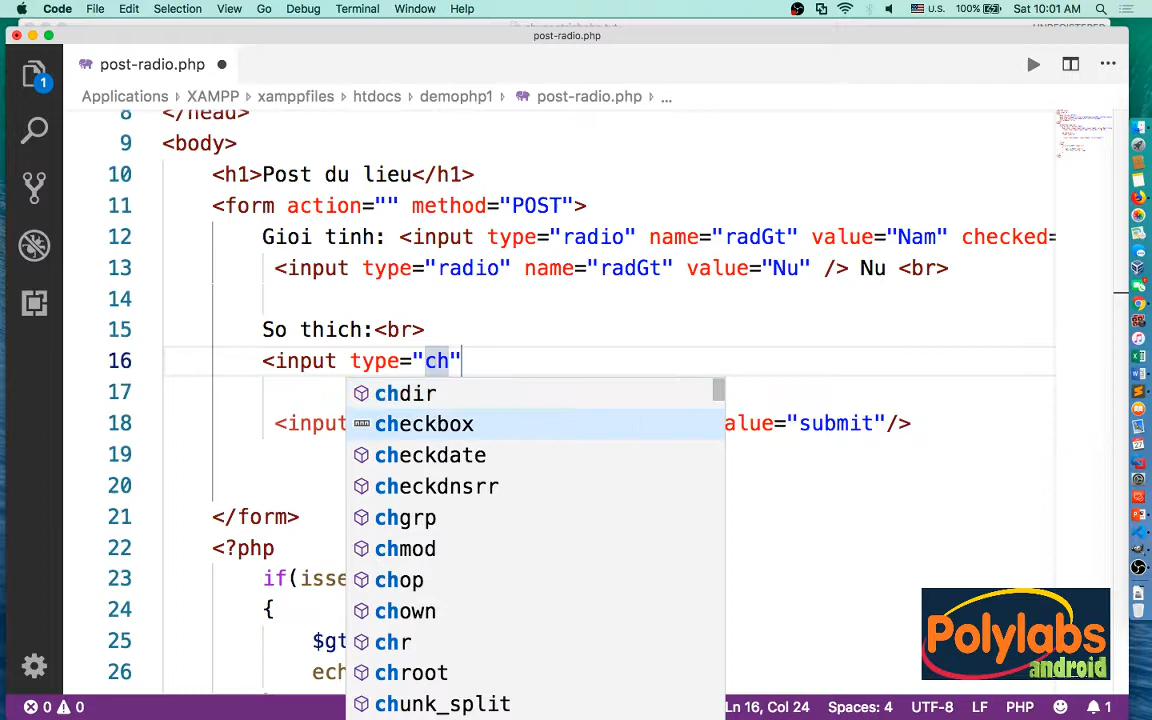 Code File Edit Selection View Go Debug Terminal Window Help U.S. 100% Sat 10:01 AM
post-radio.php
1 post-radio.php
Applications > XAMPP > xamppfiles > htdocs > demophp1 > post-radio.php > ...
8 </head>
9 <body>
10 <h1>Post du lieu</h1>
11 <form action="" method="POST">
12 Gioi tinh: <input type="radio" name="radGt" value="Nam" checked=
13 <input type="radio" name="radGt" value="Nu" /> Nu <br>
14
15 So thich:<br>
16 <input type="ch"
17 chdir
18 <input checkbox alue="submit"/>
19 checkdate
20 checkdnsrr
21 </form> chgrp
22 <?php chmod
23 if(isse chop
24 { chown
25 $gt chr
26 ech chroot
chunk_split
Polylabs
android
0 0 Ln 16, Col 24 Spaces: 4 UTF-8 LF PHP 1